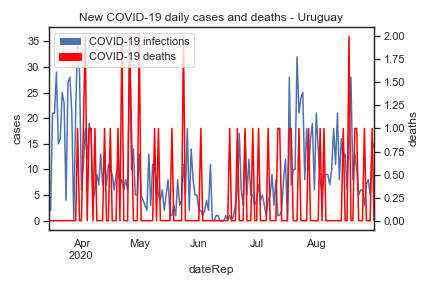 New COVID-19 daily cases and deaths - Uruguay
COVID-19 infections
COVID-19 deaths
35
30
25
20
15
10
5
0
cases
2.00
1.75
1.50
1.25
1.00
0.75
0.50
0.25
0.00
deaths
Apr May Jun Jul Aug
2020
dateRep